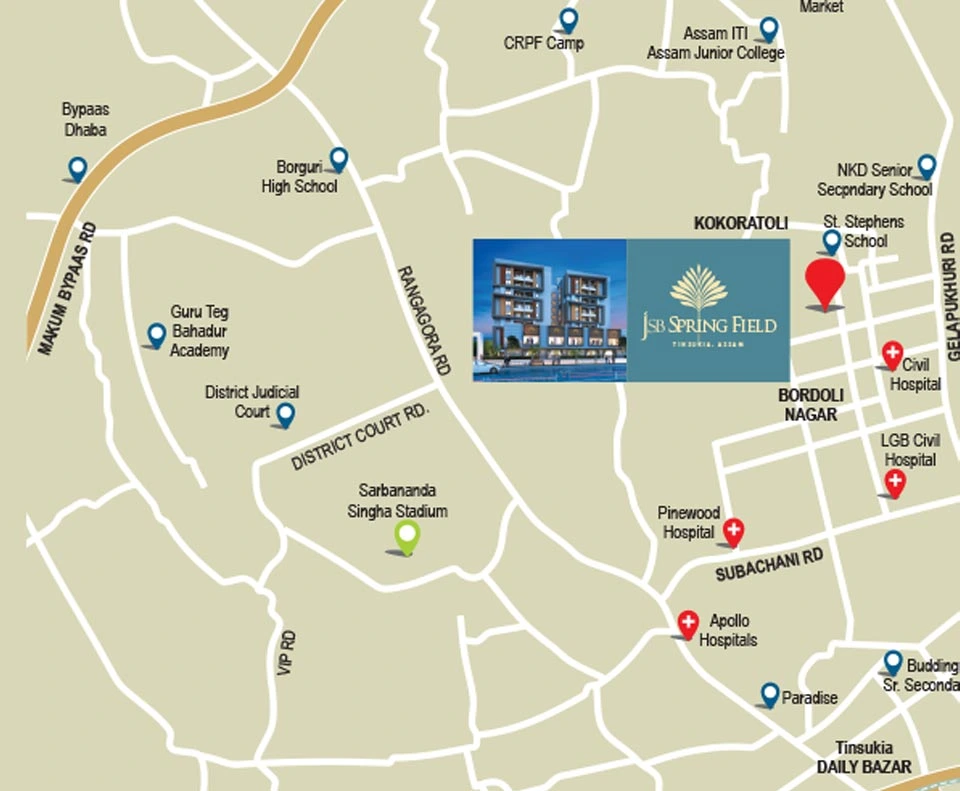 Market
CRPF Camp
Assam ITI
Assam Junior College
Bypaas
Dhaba
Borguri
High School
NKD Senior
Secpndary School
KOKORATOLI
St. Stephens
School
MAKUM BYPAAS RD
RANGAGORA RD
GELAPUKHURI RD
JSB SPRING FIELD
TINSUKIA, ASSAM
Guru Teg
Bahadur
Academy
Civil
Hospital
District Judicial
Court
BORDOLI
NAGAR
DISTRICT COURT RD.
LGB Civil
Hospital
Sarbananda
Singha Stadium
Pinewood
Hospital
SUBACHANI RD
Apollo
Hospitals
VIP RD
Budding
Sr. Seconda
Paradise
Tinsukia
DAILY BAZAR